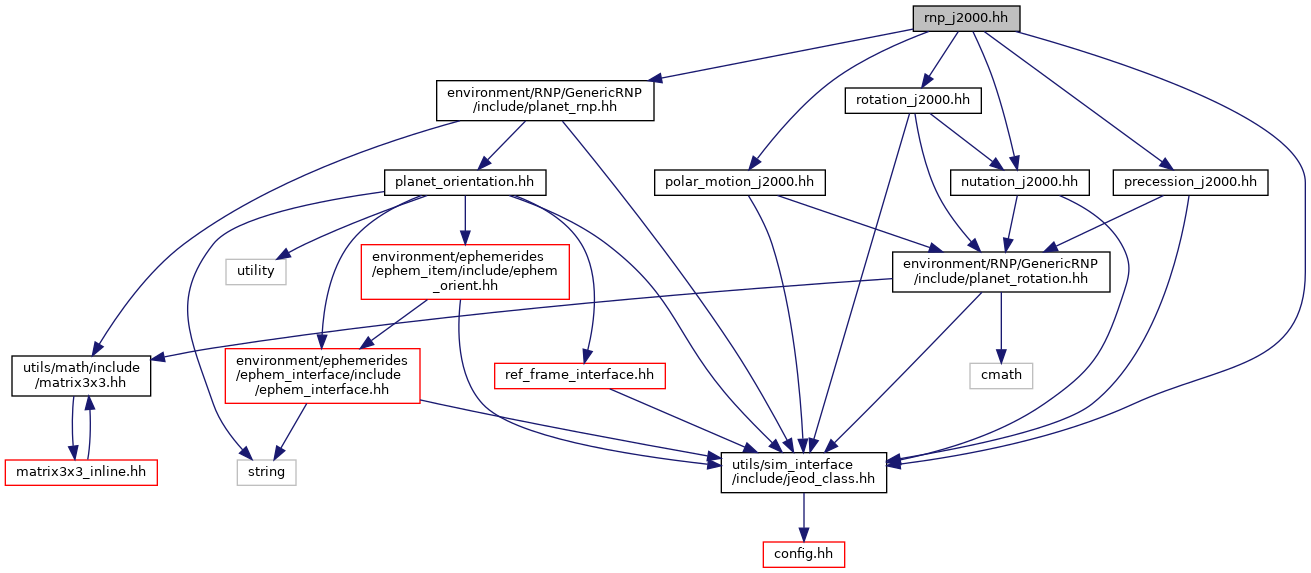 rnp_j2000.hh
environment/RNP/GenericRNP
/include/planet_rnp.hh
rotation_j2000.hh
planet_orientation.hh
polar_motion_j2000.hh
nutation_j2000.hh
precession_j2000.hh
utility
environment/ephemerides
/ephem_item/include/ephem
_orient.hh
environment/RNP/GenericRNP
/include/planet_rotation.hh
utils/math/include
/matrix3x3.hh
environment/ephemerides
/ephem_interface/include
/ephem_interface.hh
ref_frame_interface.hh
cmath
matrix3x3_inline.hh
string
utils/sim_interface
/include/jeod_class.hh
config.hh